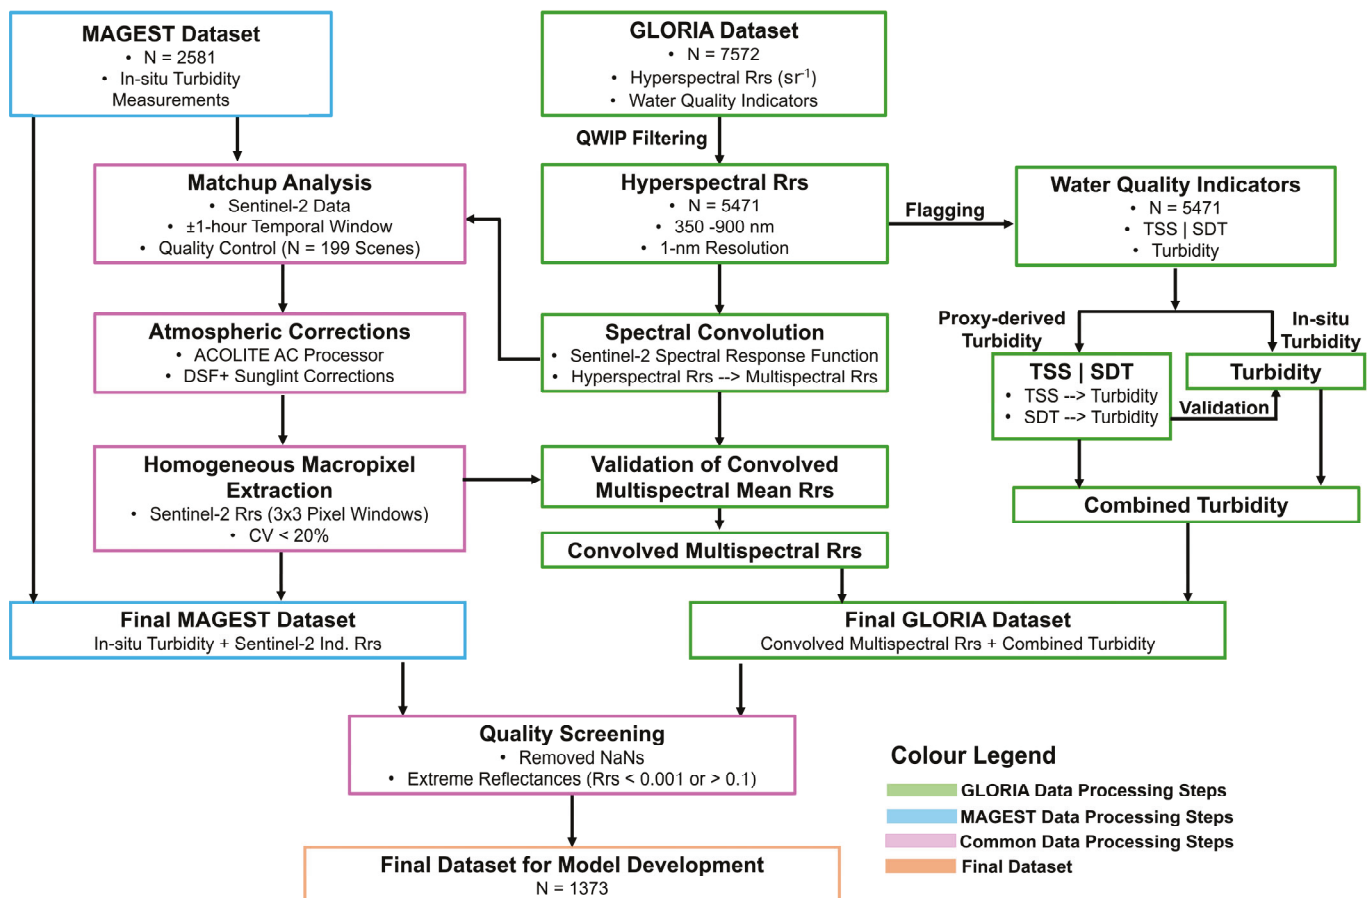 MAGEST Dataset
• N = 2581
• In-situ Turbidity
Measurements
GLORIA Dataset
• N = 7572
• Hyperspectral Rrs (sr⁻¹)
• Water Quality Indicators
QWIP Filtering
Matchup Analysis
• Sentinel-2 Data
• ±1-hour Temporal Window
• Quality Control (N = 199 Scenes)
Hyperspectral Rrs
• N = 5471
• 350 -900 nm
• 1-nm Resolution
Flagging
Water Quality Indicators
• N = 5471
• TSS | SDT
• Turbidity
Atmospheric Corrections
• ACOLITE AC Processor
• DSF+ Sunglint Corrections
Spectral Convolution
• Sentinel-2 Spectral Response Function
• Hyperspectral Rrs --> Multispectral Rrs
Proxy-derived
Turbidity
In-situ
Turbidity
TSS | SDT
• TSS --> Turbidity
• SDT --> Turbidity
Validation
Turbidity
Homogeneous Macropixel
Extraction
• Sentinel-2 Rrs (3x3 Pixel Windows)
• CV < 20%
Validation of Convolved
Multispectral Mean Rrs
Convolved Multispectral Rrs
Combined Turbidity
Final MAGEST Dataset
In-situ Turbidity + Sentinel-2 Ind. Rrs
Final GLORIA Dataset
Convolved Multispectral Rrs + Combined Turbidity
Quality Screening
• Removed NaNs
• Extreme Reflectances (Rrs < 0.001 or > 0.1)
Final Dataset for Model Development
N = 1373
Colour Legend
GLORIA Data Processing Steps
MAGEST Data Processing Steps
Common Data Processing Steps
Final Dataset